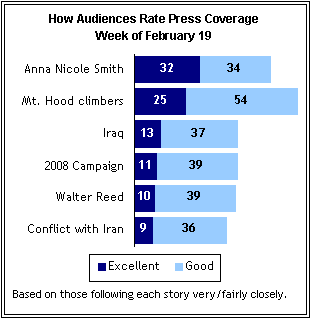 How Audiences Rate Press Coverage
Week of February 19
Anna Nicole Smith 32 34
Mt. Hood climbers 25 54
Iraq 13 37
2008 Campaign 11 39
Walter Reed 10 39
Conflict with Iran 9 36
Excellent Good
Based on those following each story very/fairly closely.